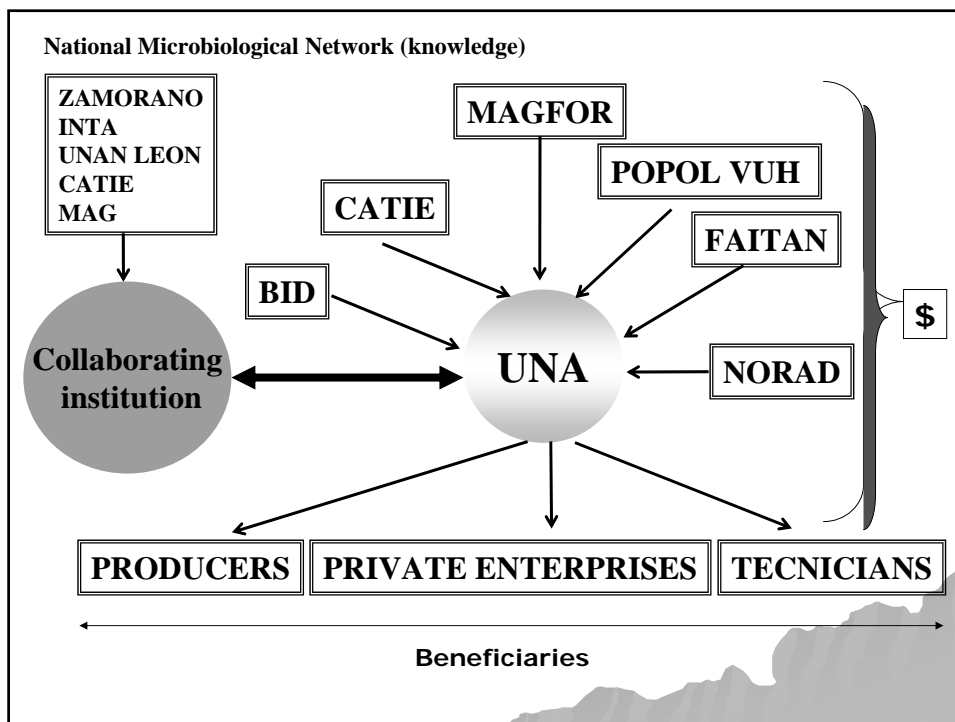 National Microbiological Network (knowledge)
ZAMORANO
INTA
UNAN LEON
CATIE
MAG
MAGFOR
POPOL VUH
CATIE
FAITAN
BID
$
Collaborating
institution
UNA
NORAD
PRODUCERS
PRIVATE ENTERPRISES
TECNICIANS
Beneficiaries